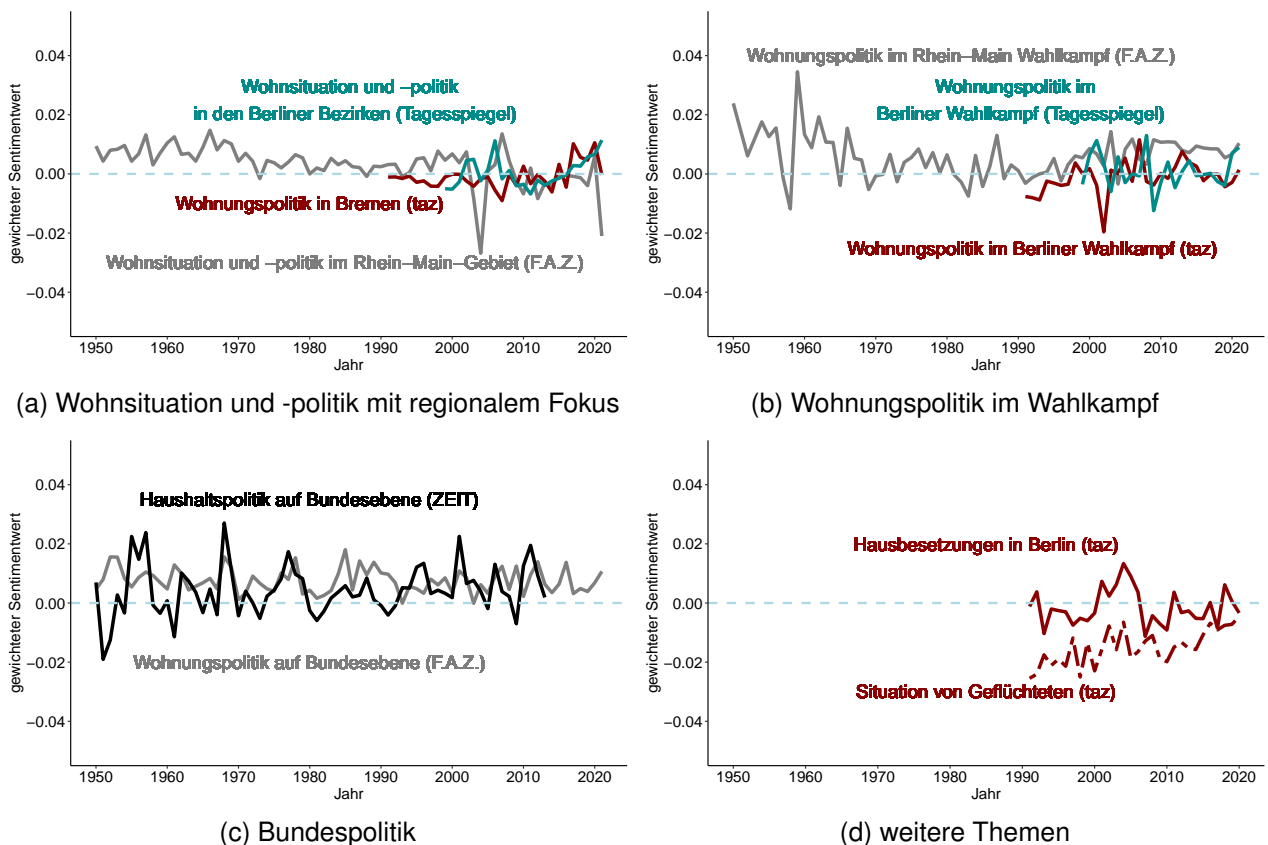 gewichteter Sentimentwert
0.04
0.02
0.00
−0.02
−0.04
Wohnsituation und −politik
in den Berliner Bezirken (Tagesspiegel)
Wohnungspolitik in Bremen (taz)
Wohnsituation und −politik im Rhein−Main−Gebiet (F.A.Z.)
1950 1960 1970 1980 1990 2000 2010 2020
Jahr
(a) Wohnsituation und -politik mit regionalem Fokus
gewichteter Sentimentwert
0.04
0.02
0.00
−0.02
−0.04
Wohnungspolitik im Rhein−Main Wahlkampf (F.A.Z.)
Wohnungspolitik im
Berliner Wahlkampf (Tagesspiegel)
Wohnungspolitik im Berliner Wahlkampf (taz)
1950 1960 1970 1980 1990 2000 2010 2020
Jahr
(b) Wohnungspolitik im Wahlkampf
gewichteter Sentimentwert
0.04
0.02
0.00
−0.02
−0.04
Haushaltspolitik auf Bundesebene (ZEIT)
Wohnungspolitik auf Bundesebene (F.A.Z.)
1950 1960 1970 1980 1990 2000 2010 2020
Jahr
(c) Bundespolitik
gewichteter Sentimentwert
0.04
0.02
0.00
−0.02
−0.04
Hausbesetzungen in Berlin (taz)
Situation von Geflüchteten (taz)
1950 1960 1970 1980 1990 2000 2010 2020
Jahr
(d) weitere Themen